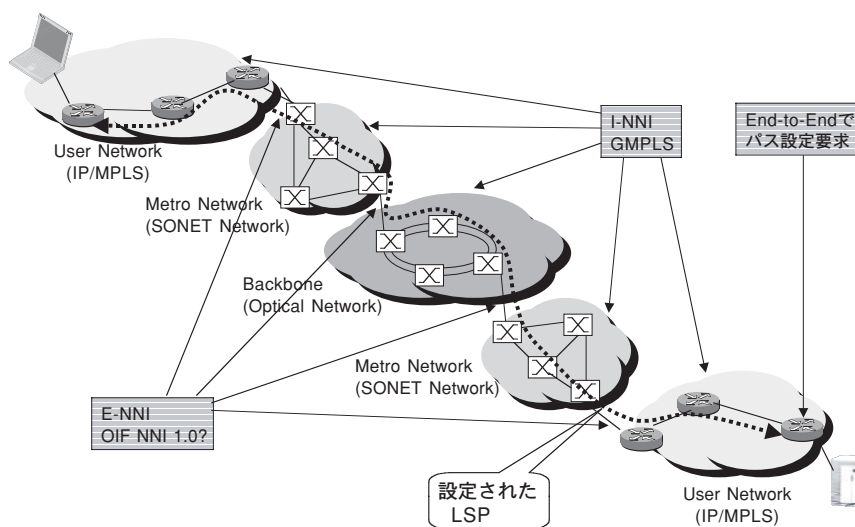 I-NNI
GMPLS
End-to-Endで
パス設定要求
User Network
(IP/MPLS)
Metro Network
(SONET Network)
Backbone
(Optical Network)
Metro Network
(SONET Network)
E-NNI
OIF NNI 1.0?
設定された
LSP
User Network
(IP/MPLS)